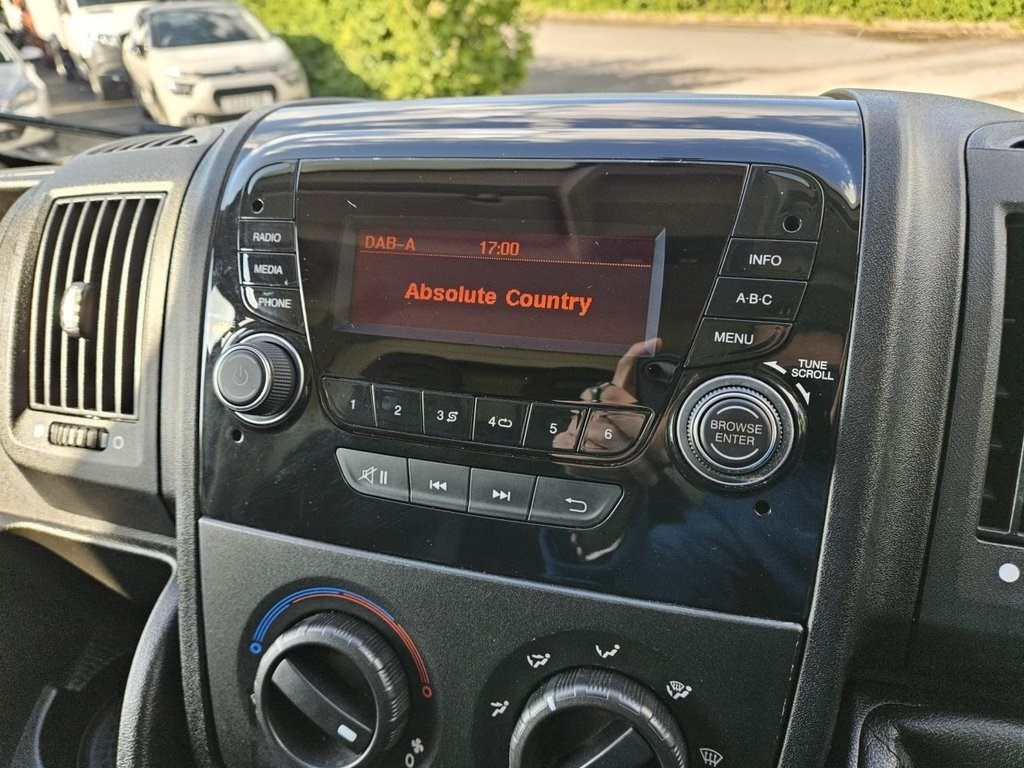 RADIO
MEDIA
PHONE
DAB-A 17:00
Absolute Country
INFO
A·B·C
MENU
TUNE
SCROLL
BROWSE
ENTER
1 2 3 4 5 6